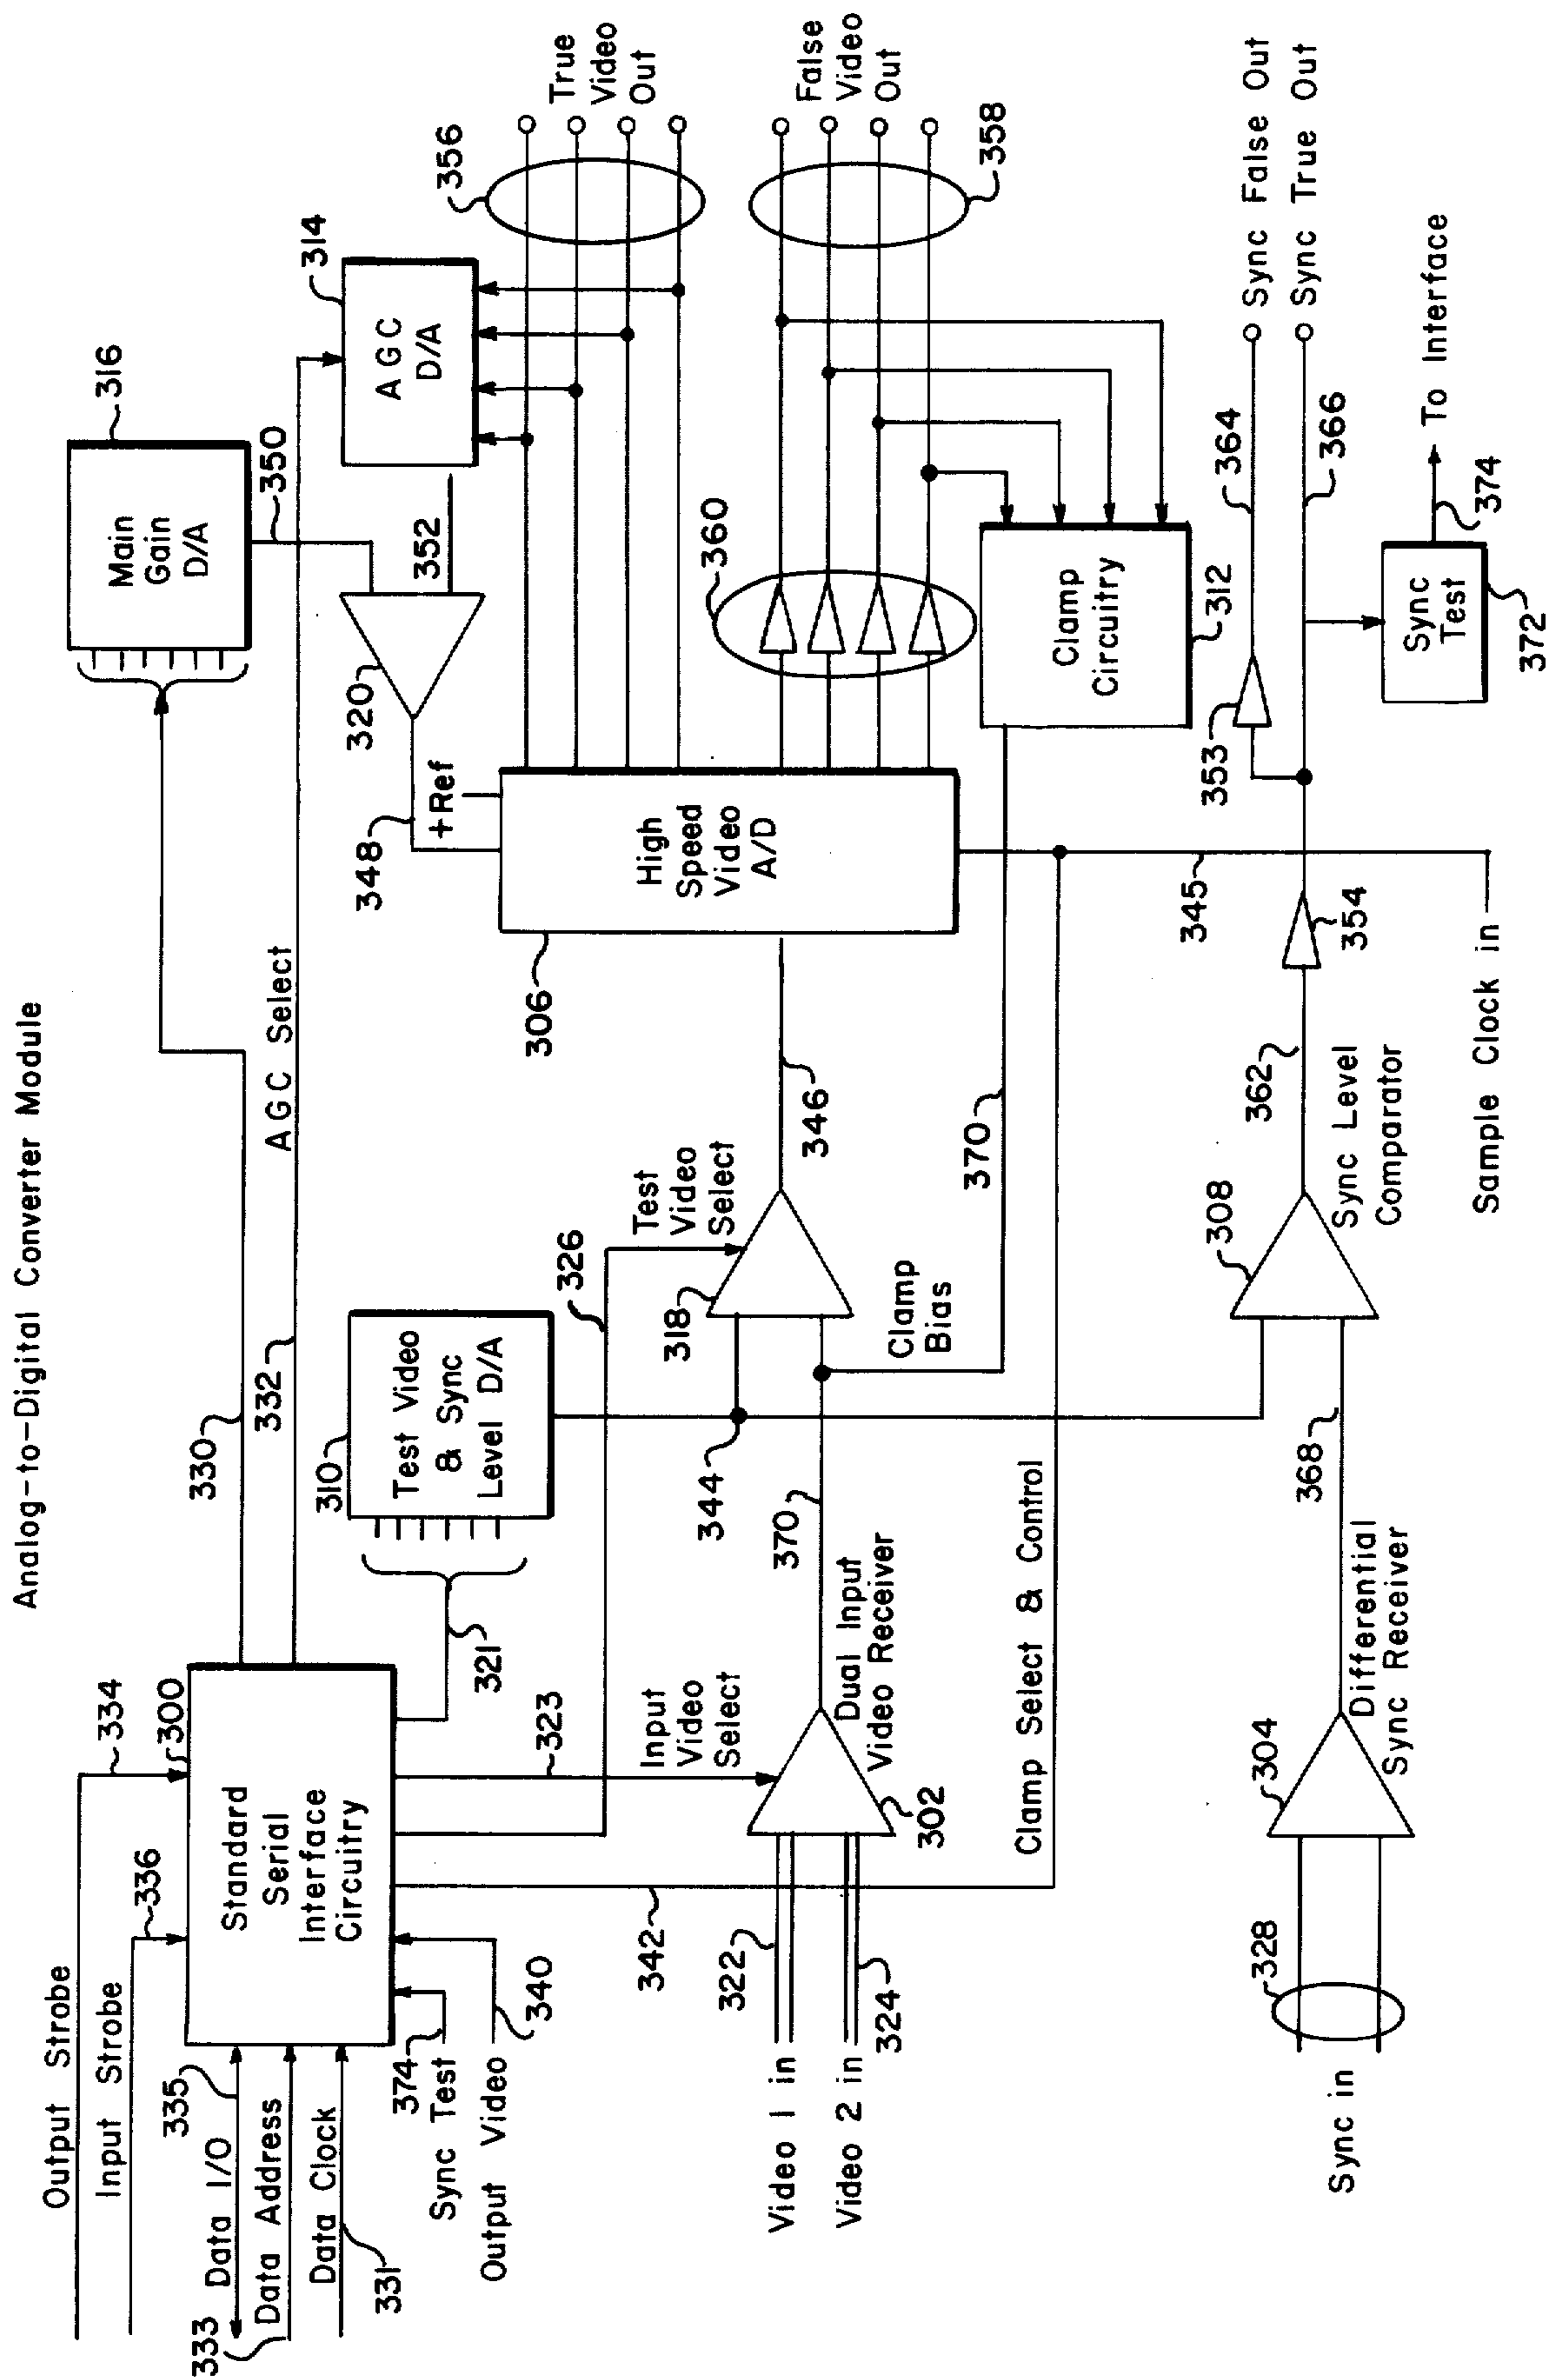 Analog-to-Digital Converter Module
Output Strobe
334
Input Strobe
336
300
335
Data I/O
333
Data Address
Data Clock
331
Standard
Serial
Interface
Circuitry
374
Sync Test
Output Video
340
330
332
AGC Select
316
Main
Gain
D/A
350
314
AGC
D/A
352
320
348
+Ref
356
True
Video
Out
321
310
Test Video
& Sync
Level D/A
323
326
Input
Video
Select
Test
Video
Select
342
322
Video 1 in
Video 2 in
324
302
Dual Input
Video Receiver
370
344
318
346
Clamp
Bias
370
306
High
Speed
Video
A/D
360
False
Video
Out
358
Clamp
Circuitry
312
Clamp Select & Control
328
Sync in
304
Differential
Sync Receiver
368
308
Sync Level
Comparator
362
354
345
Sample Clock in
353
364
Sync False Out
366
Sync True Out
Sync
Test
372
374
To Interface